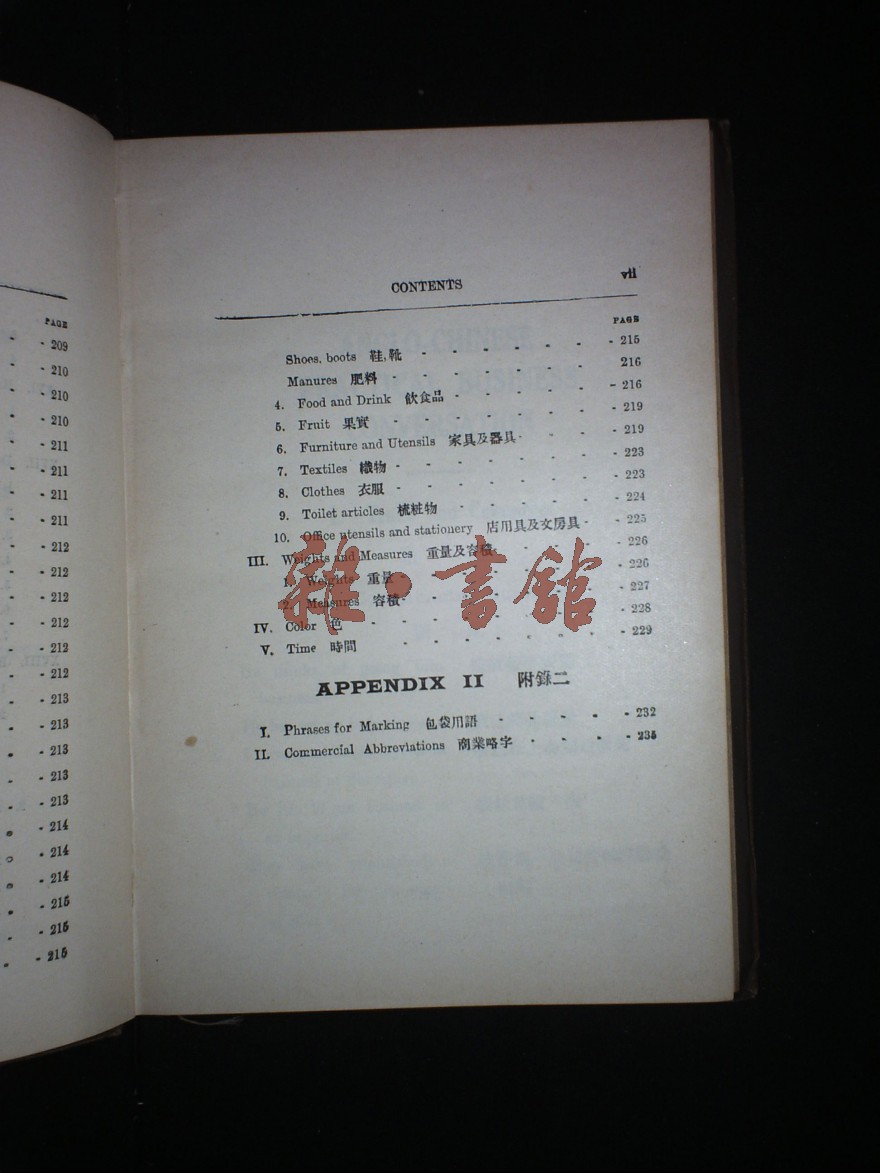 PAGE
- 209
- 210
- 210
- 210
- 211
- 211
- 211
- 211
- 212
- 212
- 212
- 212
- 212
- 212
- 213
- 213
- 213
- 213
- 213
- 214
- 214
- 214
- 215
- 215
- 215
CONTENTS vii
PAGE
Shoes, boots 鞋,靴 - - - - - - - 215
Manures 肥料 - - - - - - - 216
4. Food and Drink 飲食品 - - - - - - 216
5. Fruit 果實 - - - - - - - 219
6. Furniture and Utensils 家具及器具 - - - - 219
7. Textiles 織物 - - - - - - - 223
8. Clothes 衣服 - - - - - - - 223
9. Toilet articles 梳粧物 - - - - - - 224
10. Office utensils and stationery 店用具及文房具 - - 225
III. Weights and Measures 重量及容積 - - - - 226
1. Weights 重量 - - - - - - - 226
2. Measures 容積 - - - - - - - 227
IV. Color 色 - - - - - - - - 228
V. Time 時間 - - - - - - - 229
APPENDIX II 附錄二
I. Phrases for Marking 包袋用語 - - - - - 232
II. Commercial Abbreviations 商業略字 - - - - 235
雜·書館